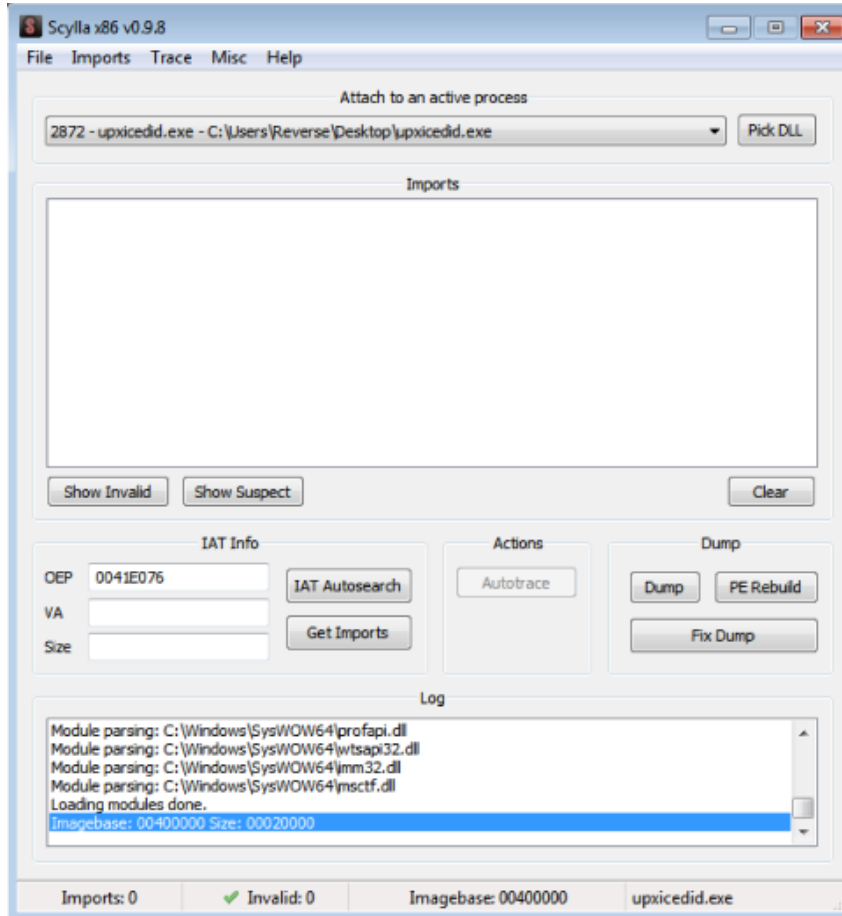 Scylla x86 v0.9.8
File Imports Trace Misc Help
Attach to an active process
2872 - upxicedid.exe - C:\Users\Reverse\Desktop\upxicedid.exe
Pick DLL
Imports
Show Invalid
Show Suspect
Clear
IAT Info
OEP 0041E076
VA
Size
IAT Autosearch
Get Imports
Actions
Autotrace
Dump
Dump
PE Rebuild
Fix Dump
Log
Module parsing: C:\Windows\SysWOW64\profapi.dll
Module parsing: C:\Windows\SysWOW64\wtsapi32.dll
Module parsing: C:\Windows\SysWOW64\imm32.dll
Module parsing: C:\Windows\SysWOW64\msctf.dll
Loading modules done.
Imagebase: 00400000 Size: 00020000
Imports: 0
Invalid: 0
Imagebase: 00400000
upxicedid.exe